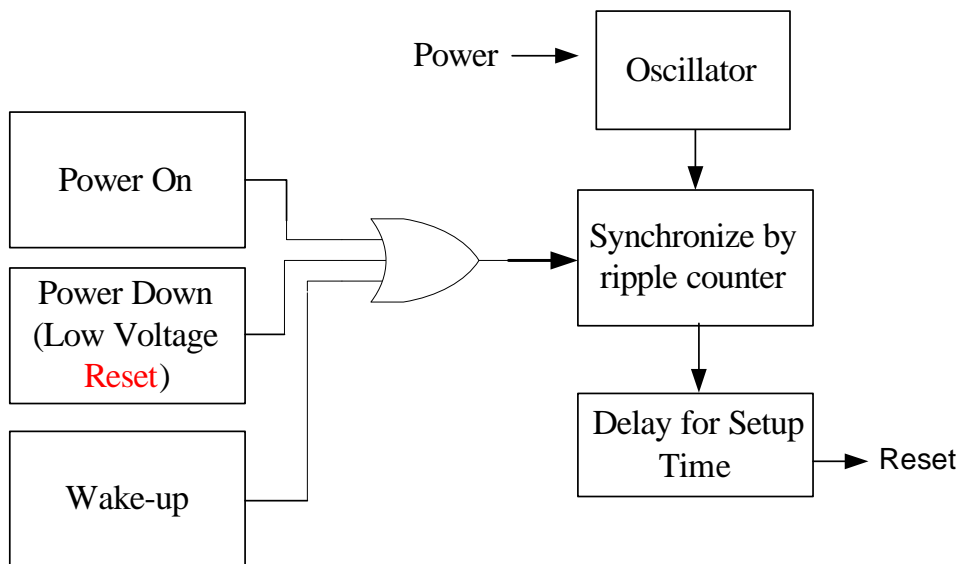 Power
Oscillator
Power On
Synchronize by
ripple counter
Power Down
(Low Voltage
Reset)
Delay for Setup
Time
Reset
Wake-up